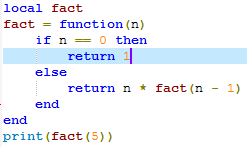 local fact
fact = function(n)
    if n == 0 then
        return 1
    else
        return n * fact(n - 1)
    end
end
print(fact(5))